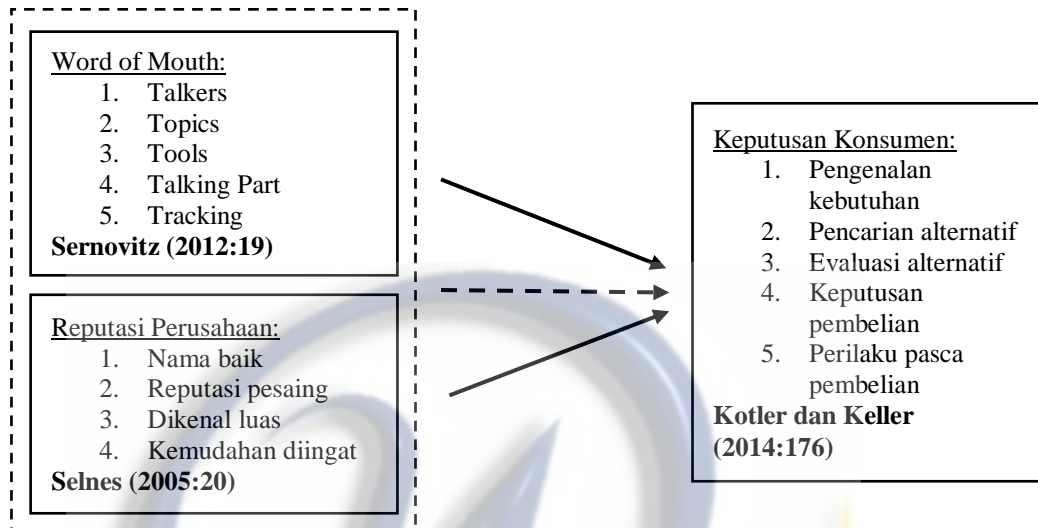 Word of Mouth:
1. Talkers
2. Topics
3. Tools
4. Talking Part
5. Tracking
Sernovitz (2012:19)
Reputasi Perusahaan:
1. Nama baik
2. Reputasi pesaing
3. Dikenal luas
4. Kemudahan diingat
Selnes (2005:20)
Keputusan Konsumen:
1. Pengenalan
kebutuhan
2. Pencarian alternatif
3. Evaluasi alternatif
4. Keputusan
pembelian
5. Perilaku pasca
pembelian
Kotler dan Keller
(2014:176)